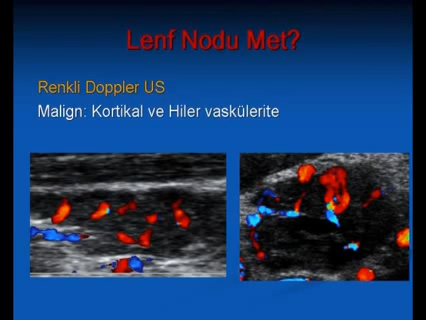 Lenf Nodu Met?
Renkli Doppler US
Malign: Kortikal ve Hiler vaskülerite